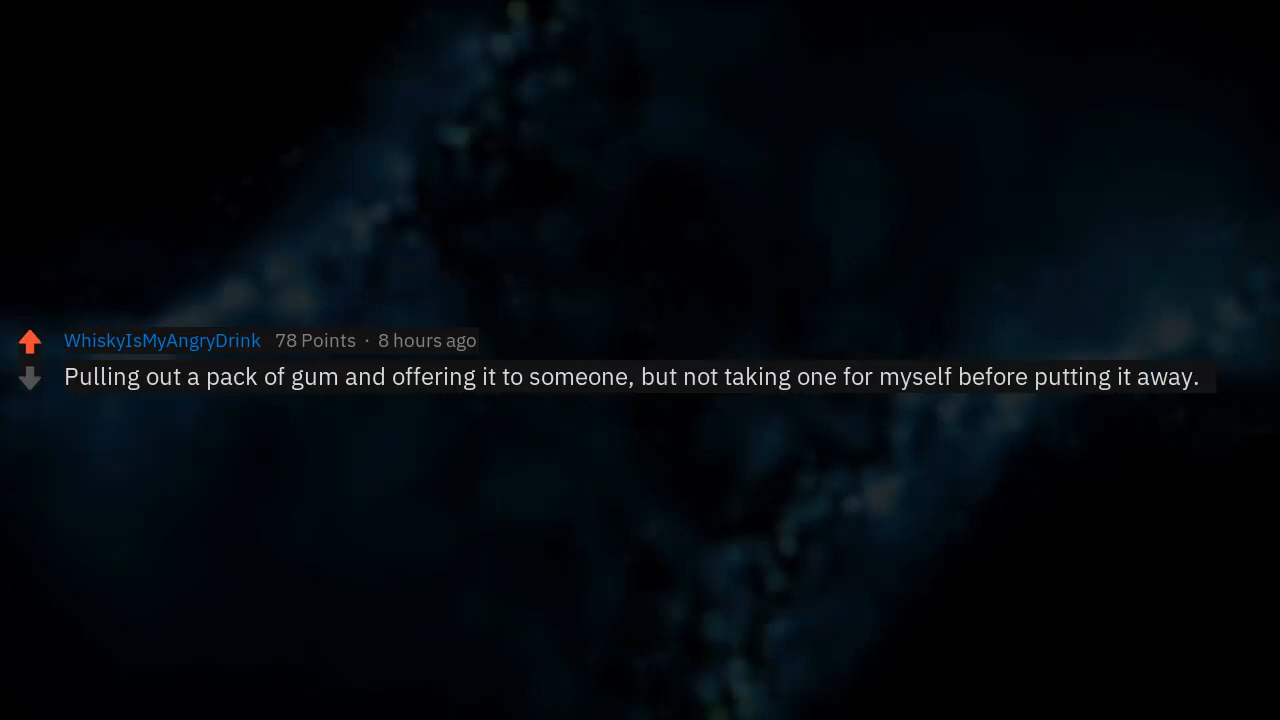 WhiskyIsMyAngryDrink 78 Points · 8 hours ago
Pulling out a pack of gum and offering it to someone, but not taking one for myself before putting it away.